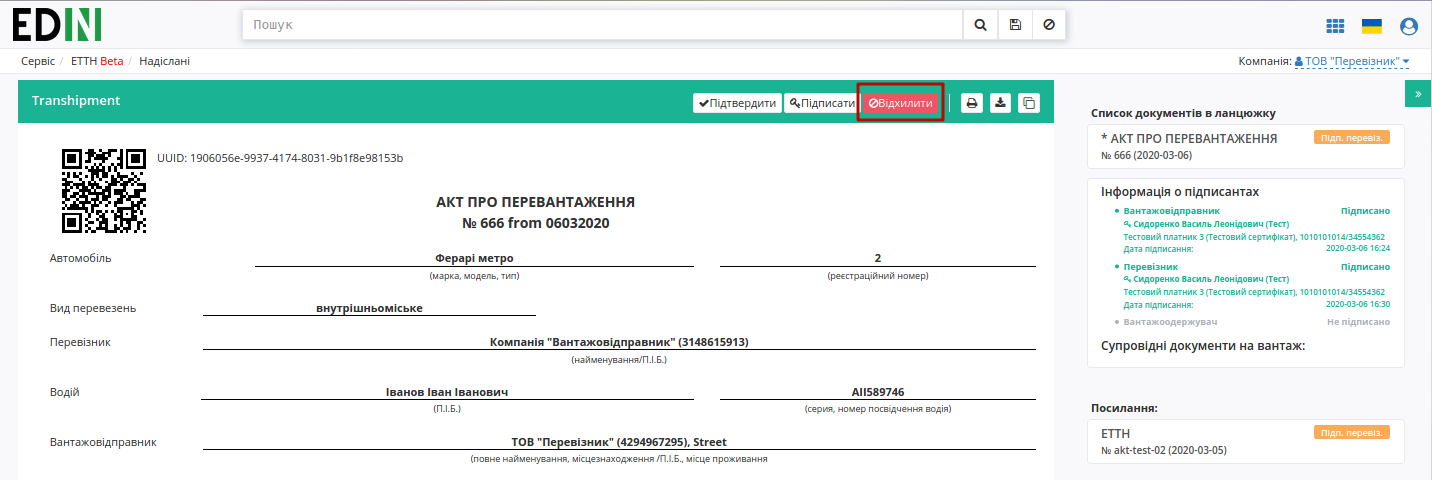 EDIN
Пошук
Сервіс / ЕТТН Beta / Надіслані
Компанія: ТОВ "Перевізник"
Transhipment
Підтвердити
Підписати
Відхилити
»
UUID: 1906056e-9937-4174-8031-9b1f8e98153b
АКТ ПРО ПЕРЕВАНТАЖЕННЯ
№ 666 from 06032020
Автомобіль Ферарі метро 2
(марка, модель, тип) (реєстраційний номер)
Вид перевезень внутрішньоміське
Перевізник Компанія "Вантажовідправник" (3148615913)
(найменування/П.І.Б.)
Водій Іванов Іван Іванович АІІ589746
(П.І.Б.) (серия, номер посвідчення водія)
Вантажовідправник ТОВ "Перевізник" (4294967295), Street
(повне найменування, місцезнаходження /П.І.Б., місце проживання
Список документів в ланцюжку
* АКТ ПРО ПЕРЕВАНТАЖЕННЯ Підп. перевіз.
№ 666 (2020-03-06)
Інформація о підписантах
Вантажовідправник Підписано
Сидоренко Василь Леонідович (Тест)
Тестовий платник 3 (Тестовий сертифікат), 1010101014/34554362
Дата підписання: 2020-03-06 16:24
Перевізник Підписано
Сидоренко Василь Леонідович (Тест)
Тестовий платник 3 (Тестовий сертифікат), 1010101014/34554362
Дата підписання: 2020-03-06 16:30
Вантажоодержувач Не підписано
Супровідні документи на вантаж:
Посилання:
ЕТТН Підп. перевіз.
№ akt-test-02 (2020-03-05)